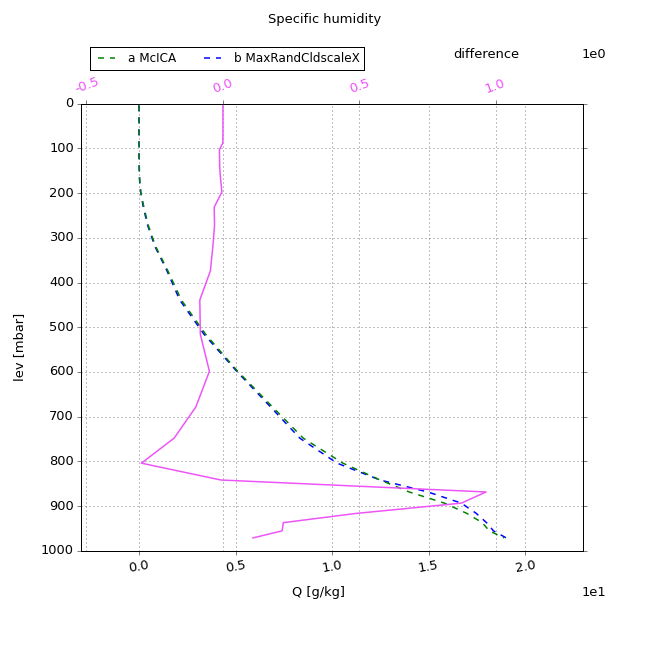 Specific humidity
a McICA b MaxRandCldscaleX difference 1e0
-0.5 0.0 0.5 1.0
0
100
200
300
400
500
600
700
800
900
1000
lev [mbar]
0.0 0.5 1.0 1.5 2.0
Q [g/kg] 1e1